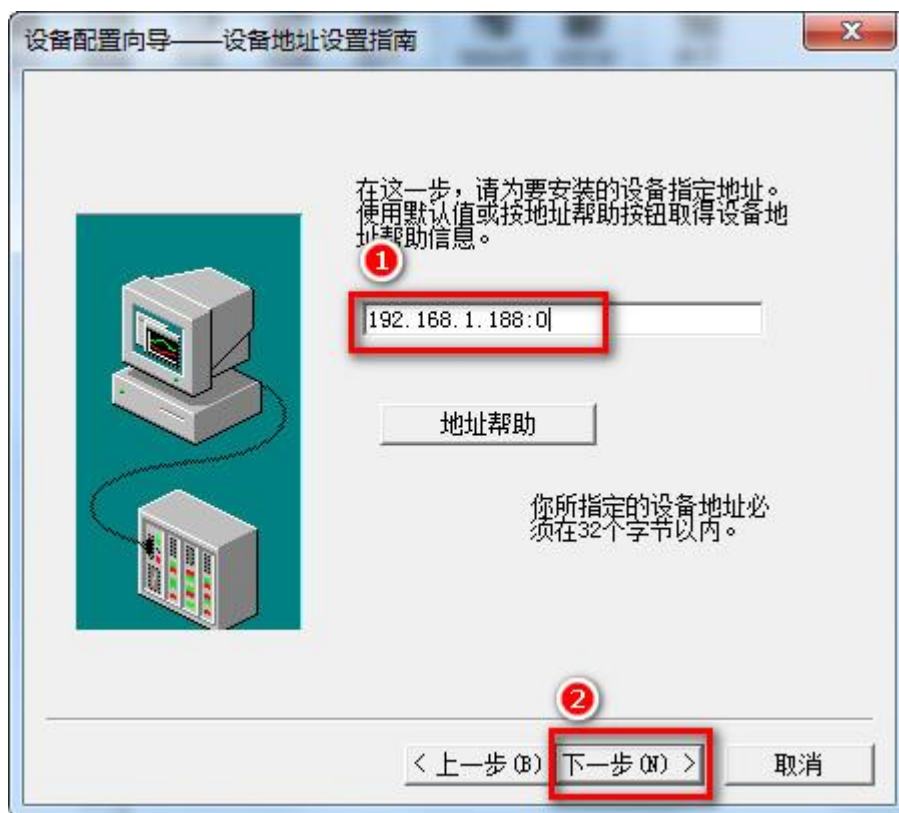 设备配置向导——设备地址设置指南
在这一步，请为要安装的设备指定地址。
使用默认值或按地址帮助按钮取得设备地
址帮助信息。
1
192.168.1.188:0
地址帮助
你所指定的设备地址必
须在32个字节以内。
2
<上一步(B) 下一步(N)> 取消